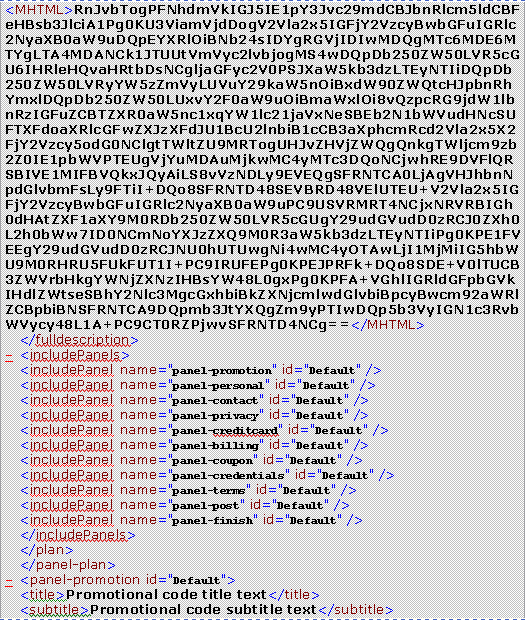 <MHTML>RnJvbTogPFNhdmVkIGJ5IE1pY3Jvc29mdCBJbnRlcm5ldCBF
eHBsb3JlciA1Pg0KU3ViamVjdDogV2Vla2x5IGFjY2VzcyBwbGFuIGRlc
2NyaXB0aW9uDQpEYXRlOiBNb24sIDYgRGVjIDIwMDQgMTc6MDE6M
TYgLTA4MDANCk1JTUUtVmVyc2lvbjogMS4wDQpDb250ZW50LVR5cG
U6IHRleHQvaHRtbDsNCgljaGFyc2V0PSJXaW5kb3dzLTEyNTIiDQpDb
250ZW50LVRyYW5zZmVyLUVuY29kaW5nOiBxdW90ZWQtcHJpbnRh
YmxlDQpDb250ZW50LUxvY2F0aW9uOiBmaWxlOi8vQzpcRG9jdW1lb
nRzIGFuZCBTZXR0aW5nc1xqYW1lc21jaVxNeSBEb2N1bWVudHNcSU
FTXFdoaXRlcGFwZXJzXFdJU1BcU2lnbiB1cCB3aXphcmRcd2Vla2x5X2
FjY2Vzcy5odG0NClgtTWltZU9MRTogUHJvZHVjZWQgQnkgTWljcm9z
b2Z0IE1pbWVPTEUgVjYuMDAuMjkwMC4yMTc3DQoNCjwhRE9DVFlQR
SBIVE1MIFBVQkxJQyAiLS8vVzNDLy9EVEQgSFRNTCA0LjAgVHJhbnN
pdGlvbmFsLy9FTiI+DQo8SFRNTD48SEVBRD48VElUTEU+V2Vla2x5IG
FjY2VzcyBwbGFuIGRlc2NyaXB0aW9uPC9USVRMRT4NCjxNRVRBIGh
0dHAtZXF1aXY9M0RDb250ZW50LVR5cGUgY29udGVudD0zRCJ0ZXh0
L2h0bWw7ID0NCmNoYXJzZXQ9M0R3aW5kb3dzLTEyNTIiPg0KPE1FV
EEgY29udGVudD0zRCJNU0hUTUwgNi4wMC4yOTAwLjI1MjMiIG5hbW
U9M0RHRU5FUkFUT1I+PC9IRUFEPg0KPEJPRFk+DQo8SDE+V0lTUCB
3ZWVrbHkgYWNjZXNzIHBsYW48L0gxPg0KPFA+VGhlIGRldGFpbGVk
IHdlZWtseSBhY2Nlc3MgcGxhbiBkZXNjcmlwdGlvbiBpcyBwcm92aWRl
ZCBpbiBNSFRNTCA9DQpmb3JtYXQgZm9yPTIwDQp5b3VyIGN1c3Rvb
WVycy48L1A+PC9CT0RZPjwvSFRNTD4NCg==</MHTML>
</fulldescription>
− <includePanels>
<includePanel name="panel-promotion" id="Default" />
<includePanel name="panel-personal" id="Default" />
<includePanel name="panel-contact" id="Default" />
<includePanel name="panel-privacy" id="Default" />
<includePanel name="panel-creditcard" id="Default" />
<includePanel name="panel-billing" id="Default" />
<includePanel name="panel-coupon" id="Default" />
<includePanel name="panel-credentials" id="Default" />
<includePanel name="panel-terms" id="Default" />
<includePanel name="panel-post" id="Default" />
<includePanel name="panel-finish" id="Default" />
</includePanels>
</plan>
</panel-plan>
− <panel-promotion id="Default">
<title>Promotional code title text</title>
<subtitle>Promotional code subtitle text</subtitle>